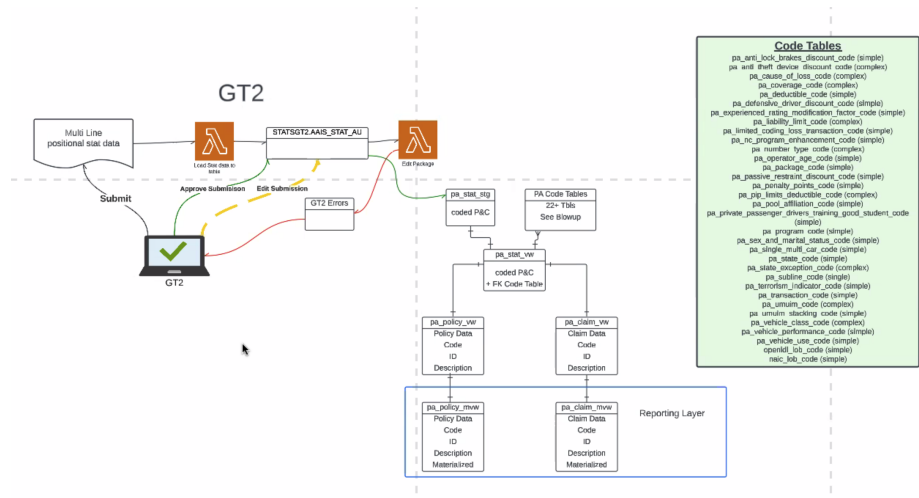 GT2
Multi Line
positional stat data
Load Stat data to
table
STATSGT2.AAIS_STAT_AU
Edit Package
Submit
Approve Submission
Edit Submission
GT2 Errors
GT2
pa_stat_stg
coded P&C
PA Code Tables
22+ Tbls
See Blowup
pa_stat_vw
coded P&C
+ FK Code Table
pa_policy_vw
Policy Data
Code
ID
Description
pa_claim_vw
Claim Data
Code
ID
Description
pa_policy_mvw
Policy Data
Code
ID
Description
Materialized
pa_claim_mvw
Claim Data
Code
ID
Description
Materialized
Reporting Layer
Code Tables
pa_anti_lock_brakes_discount_code (simple)
pa_anti_theft_device_discount_code (complex)
pa_cause_of_loss_code (complex)
pa_coverage_code (complex)
pa_deductible_code (simple)
pa_defensive_driver_discount_code (simple)
pa_experienced_rating_modification_factor_code (simple)
pa_liability_limit_code (complex)
pa_limited_coding_loss_transaction_code (simple)
pa_nc_program_enhancement_code (simple)
pa_number_type_code (complex)
pa_operator_age_code (simple)
pa_package_code (simple)
pa_passive_restraint_discount_code (simple)
pa_penalty_points_code (simple)
pa_pip_limits_deductible_code (complex)
pa_pool_affiliation_code (simple)
pa_private_passenger_drivers_training_good_student_code
(simple)
pa_program_code (simple)
pa_sex_and_marital_status_code (simple)
pa_single_multi_car_code (simple)
pa_state_code (simple)
pa_state_exception_code (complex)
pa_subline_code (single)
pa_terrorism_indicator_code (simple)
pa_transaction_code (simple)
pa_umuim_code (complex)
pa_umuim_stacking_code (simple)
pa_vehicle_class_code (complex)
pa_vehicle_performance_code (simple)
pa_vehicle_use_code (simple)
openidl_lob_code (simple)
naic_lob_code (simple)